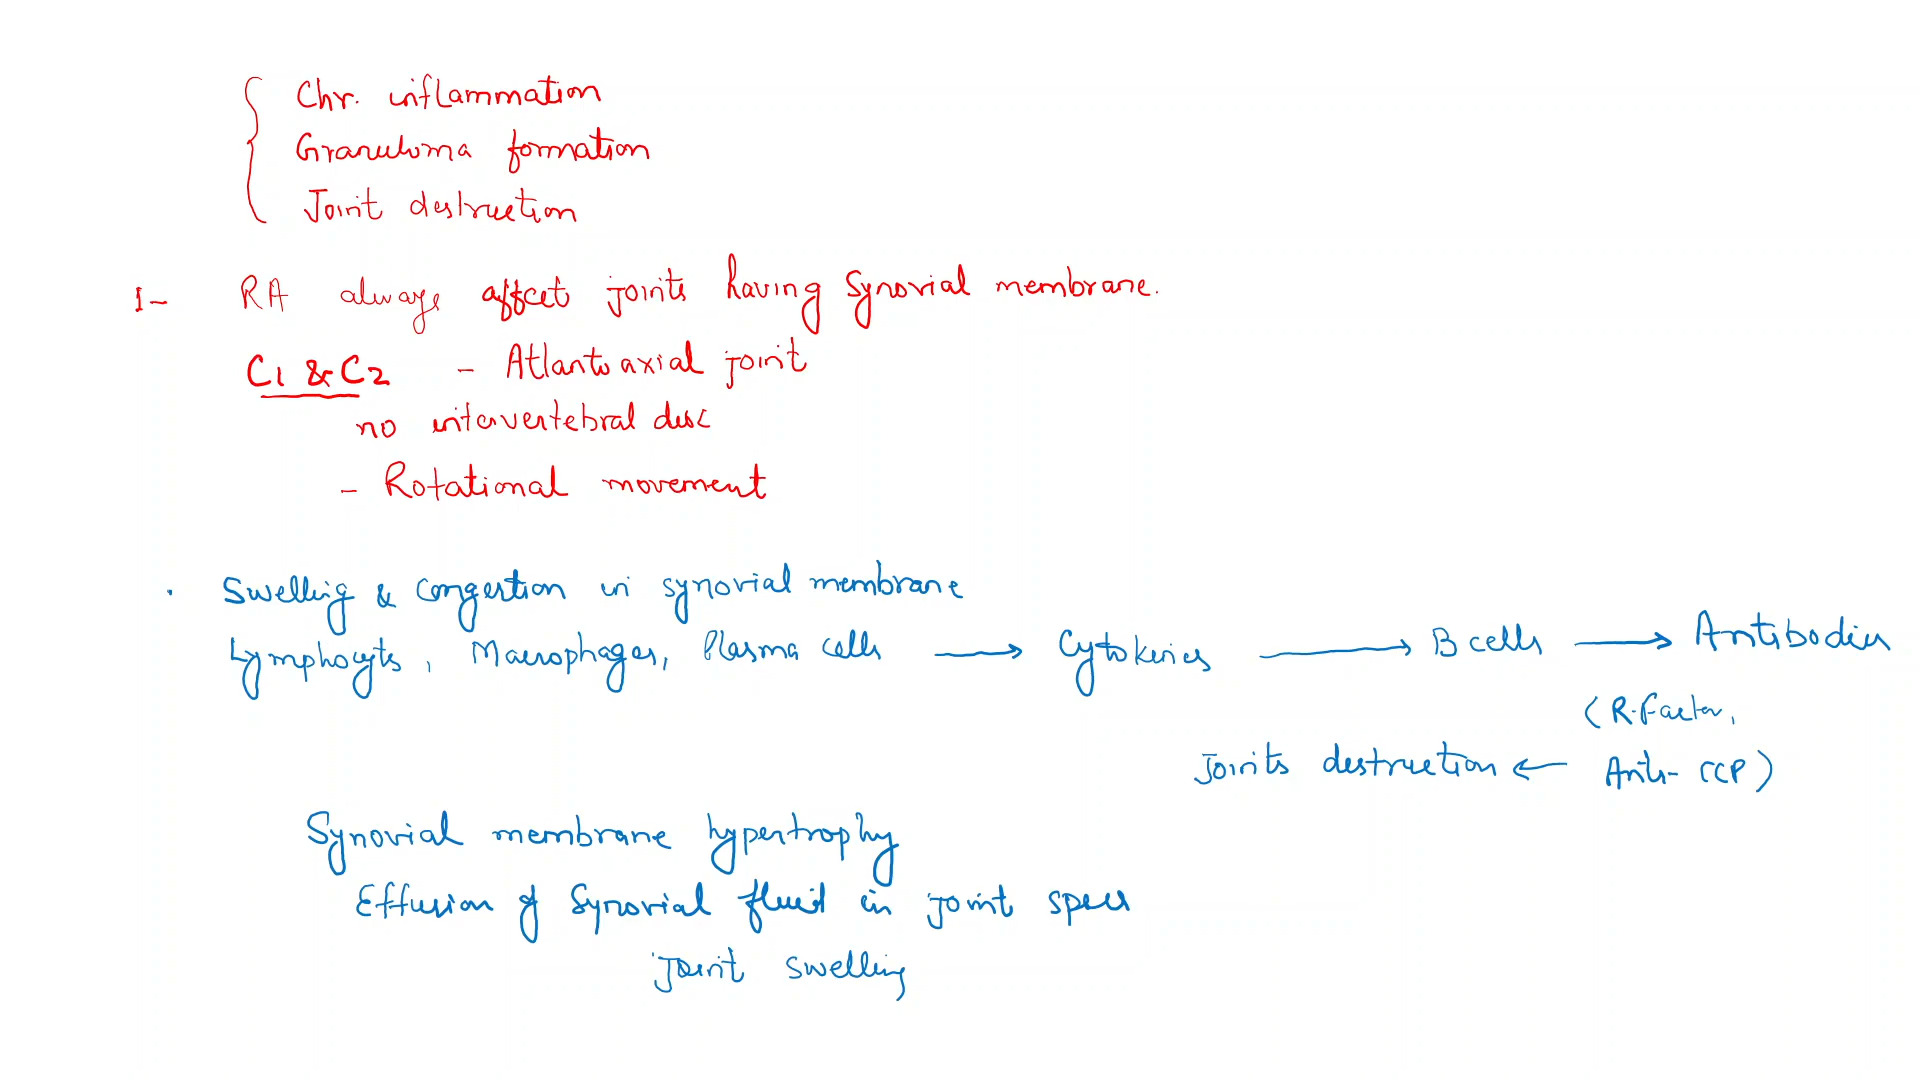 Chr. inflammation
Granuloma formation
Joint destruction
1- RA always affect joints having Synovial membrane.
C1 & C2 - Atlanto axial joint
no intervertebral disc
- Rotational movement
. Swelling & congestion in synovial membrane
Lymphocyts, Macrophages, Plasma cells → Cytokines → B cells → Antibodies
(R.factor,
Joints destruction ← Anti-CCP)
Synovial membrane hypertrophy
Effusion of Synovial fluid in joint
Joint swelling